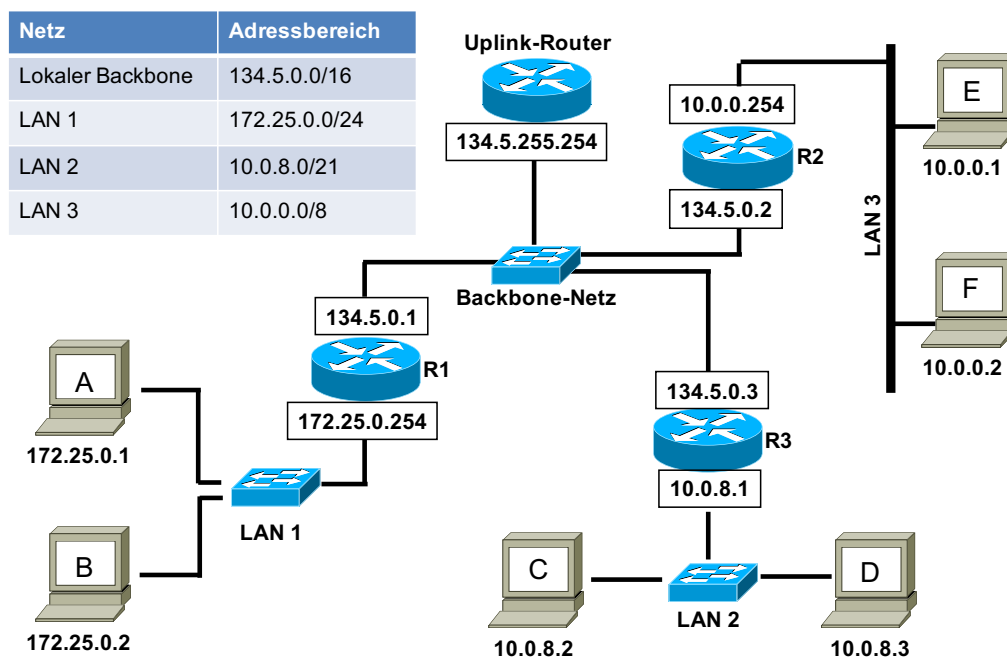 Netz Adressbereich
Lokaler Backbone 134.5.0.0/16
LAN 1 172.25.0.0/24
LAN 2 10.0.8.0/21
LAN 3 10.0.0.0/8
Uplink-Router
134.5.255.254
10.0.0.254
R2
134.5.0.2
E
10.0.0.1
LAN 3
F
10.0.0.2
Backbone-Netz
134.5.0.1
R1
172.25.0.254
A
172.25.0.1
LAN 1
B
172.25.0.2
134.5.0.3
R3
10.0.8.1
C
10.0.8.2
LAN 2
D
10.0.8.3